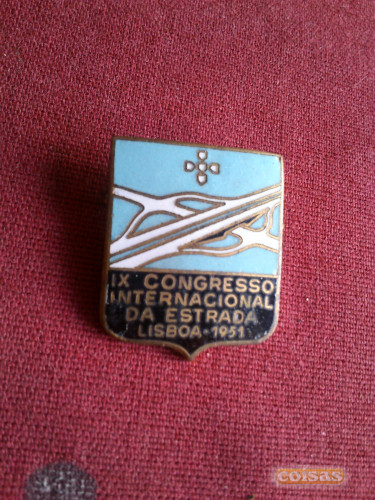 IX CONGRESSO
INTERNACIONAL
DA ESTRADA
LISBOA-1951
coisas